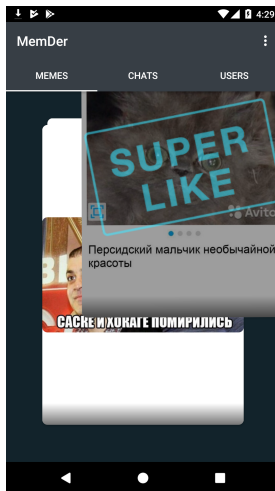 4:29
MemDer
MEMES CHATS USERS
SUPER
LIKE
Avito
Персидский мальчик необычайной
красоты
САСКЕ И ХОКАГЕ ПОМИРИЛИСЬ